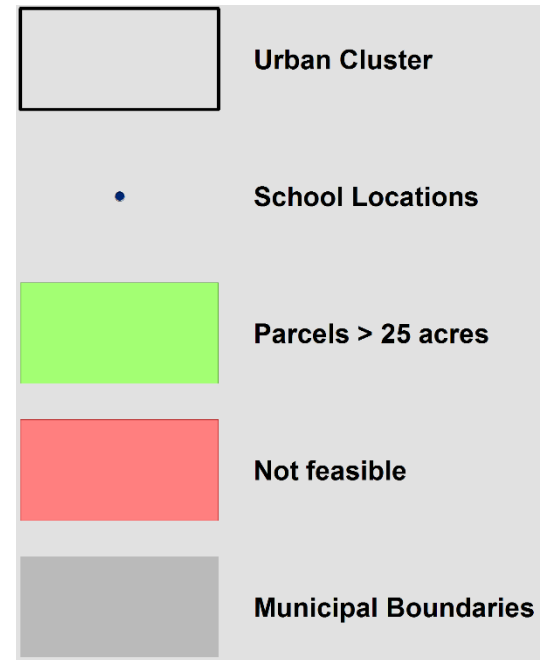 Urban Cluster
School Locations
Parcels > 25 acres
Not feasible
Municipal Boundaries